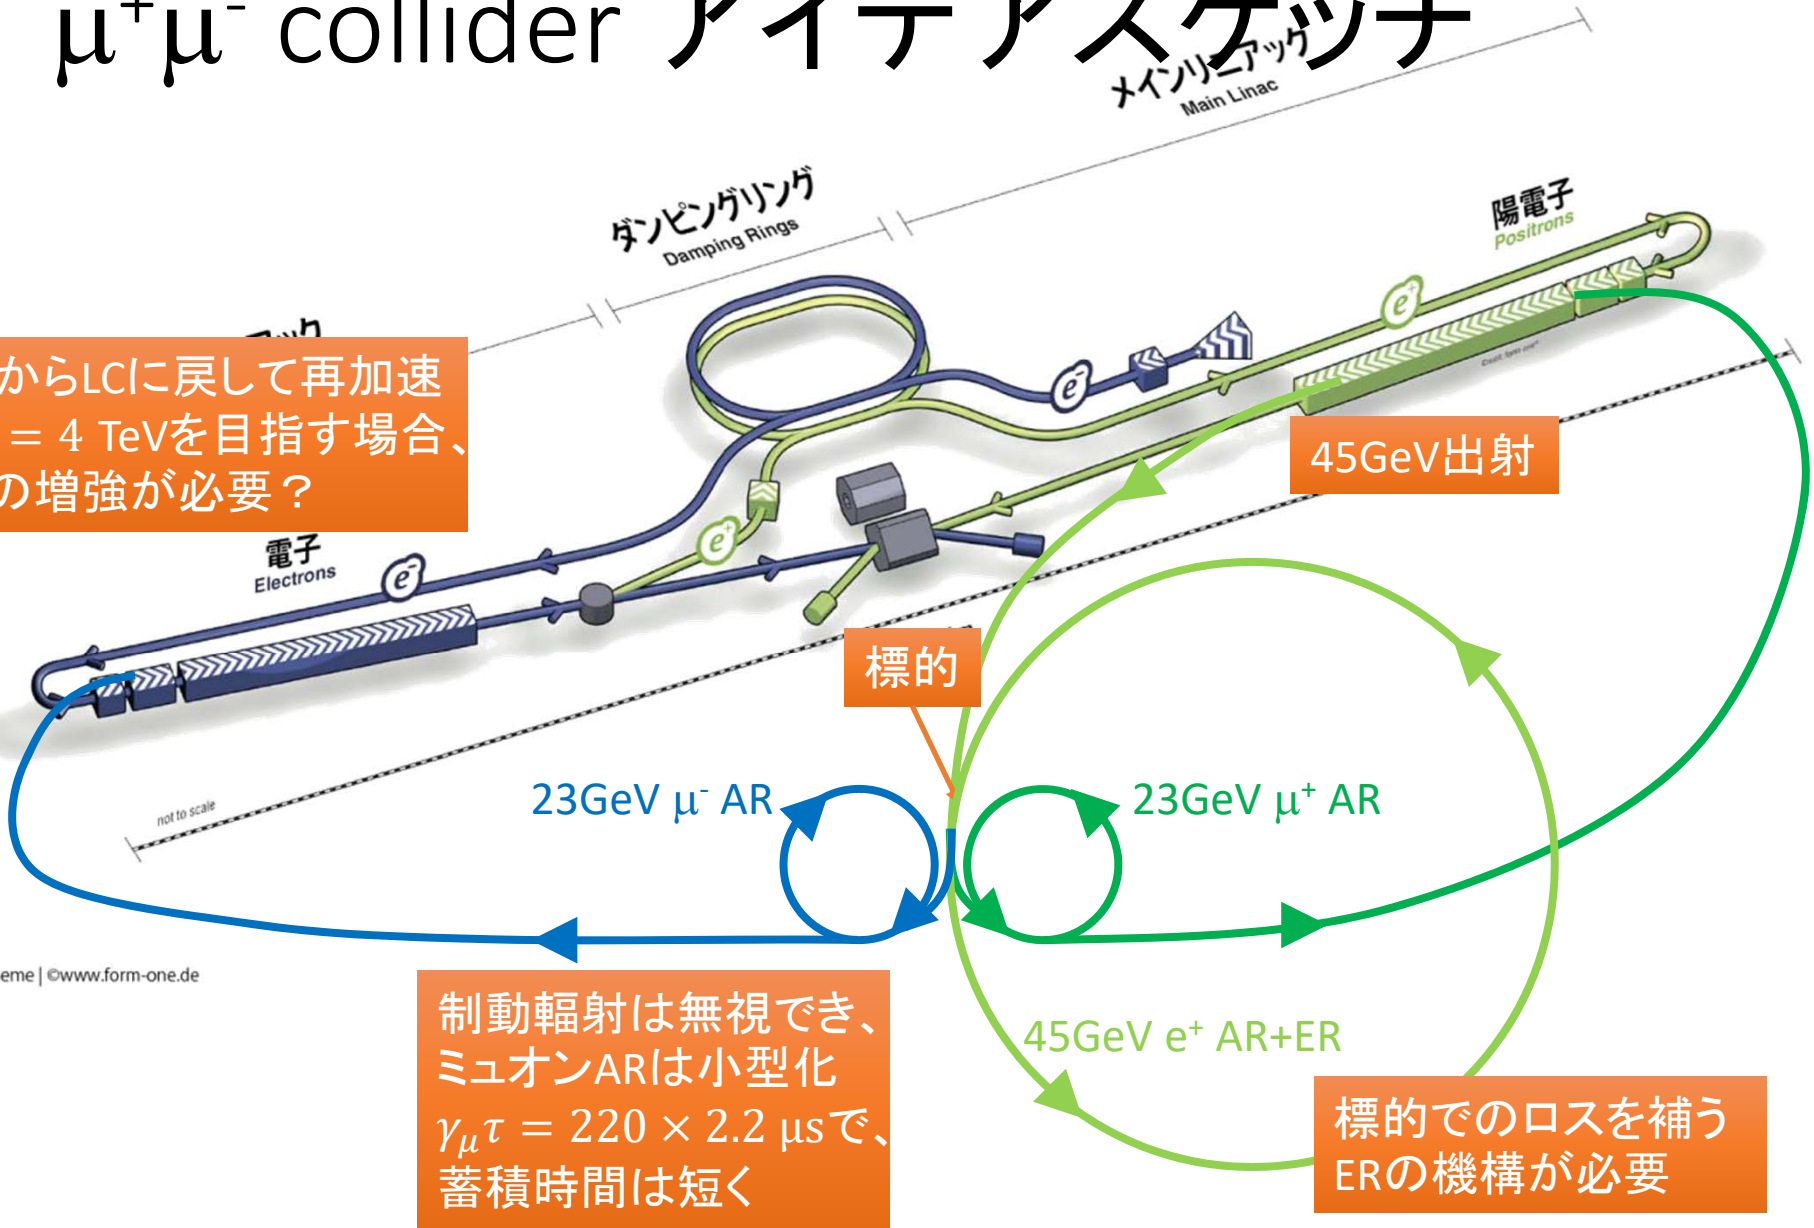 μ⁺μ⁻ collider アイデアスケッチ
メインリニアック
Main Linac
ダンピングリング
Damping Rings
陽電子
Positrons
e⁺
e⁻
からLCに戻して再加速
= 4 TeVを目指す場合、
の増強が必要？
45GeV出射
電子
Electrons
e⁻
e⁺
標的
not to scale
23GeV μ⁻ AR
23GeV μ⁺ AR
eme | ©www.form-one.de
制動輻射は無視でき、
ミュオンARは小型化
γ_μτ = 220 × 2.2 μsで、
蓄積時間は短く
45GeV e⁺ AR+ER
標的でのロスを補う
ERの機構が必要